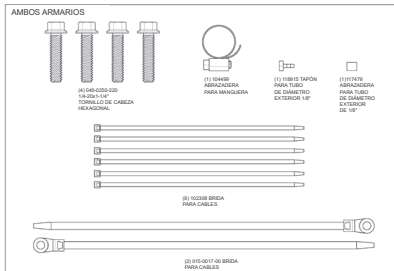 AMBOS ARMARIOS
(4) 040-0250-220
1/4-20x1-1/4"
TORNILLO DE CABEZA
HEXAGONAL
(1) 104499
ABRAZADERA
PARA MANGUERA
(1) 118915 TAPÓN
PARA TUBO
DE DIÁMETRO
EXTERIOR 1/8"
(1)117479
ABRAZADERA
PARA TUBO
DE DIÁMETRO
EXTERIOR
DE 1/8"
(6) 102308 BRIDA
PARA CABLES
(2) 015-0017-00 BRIDA
PARA CABLES